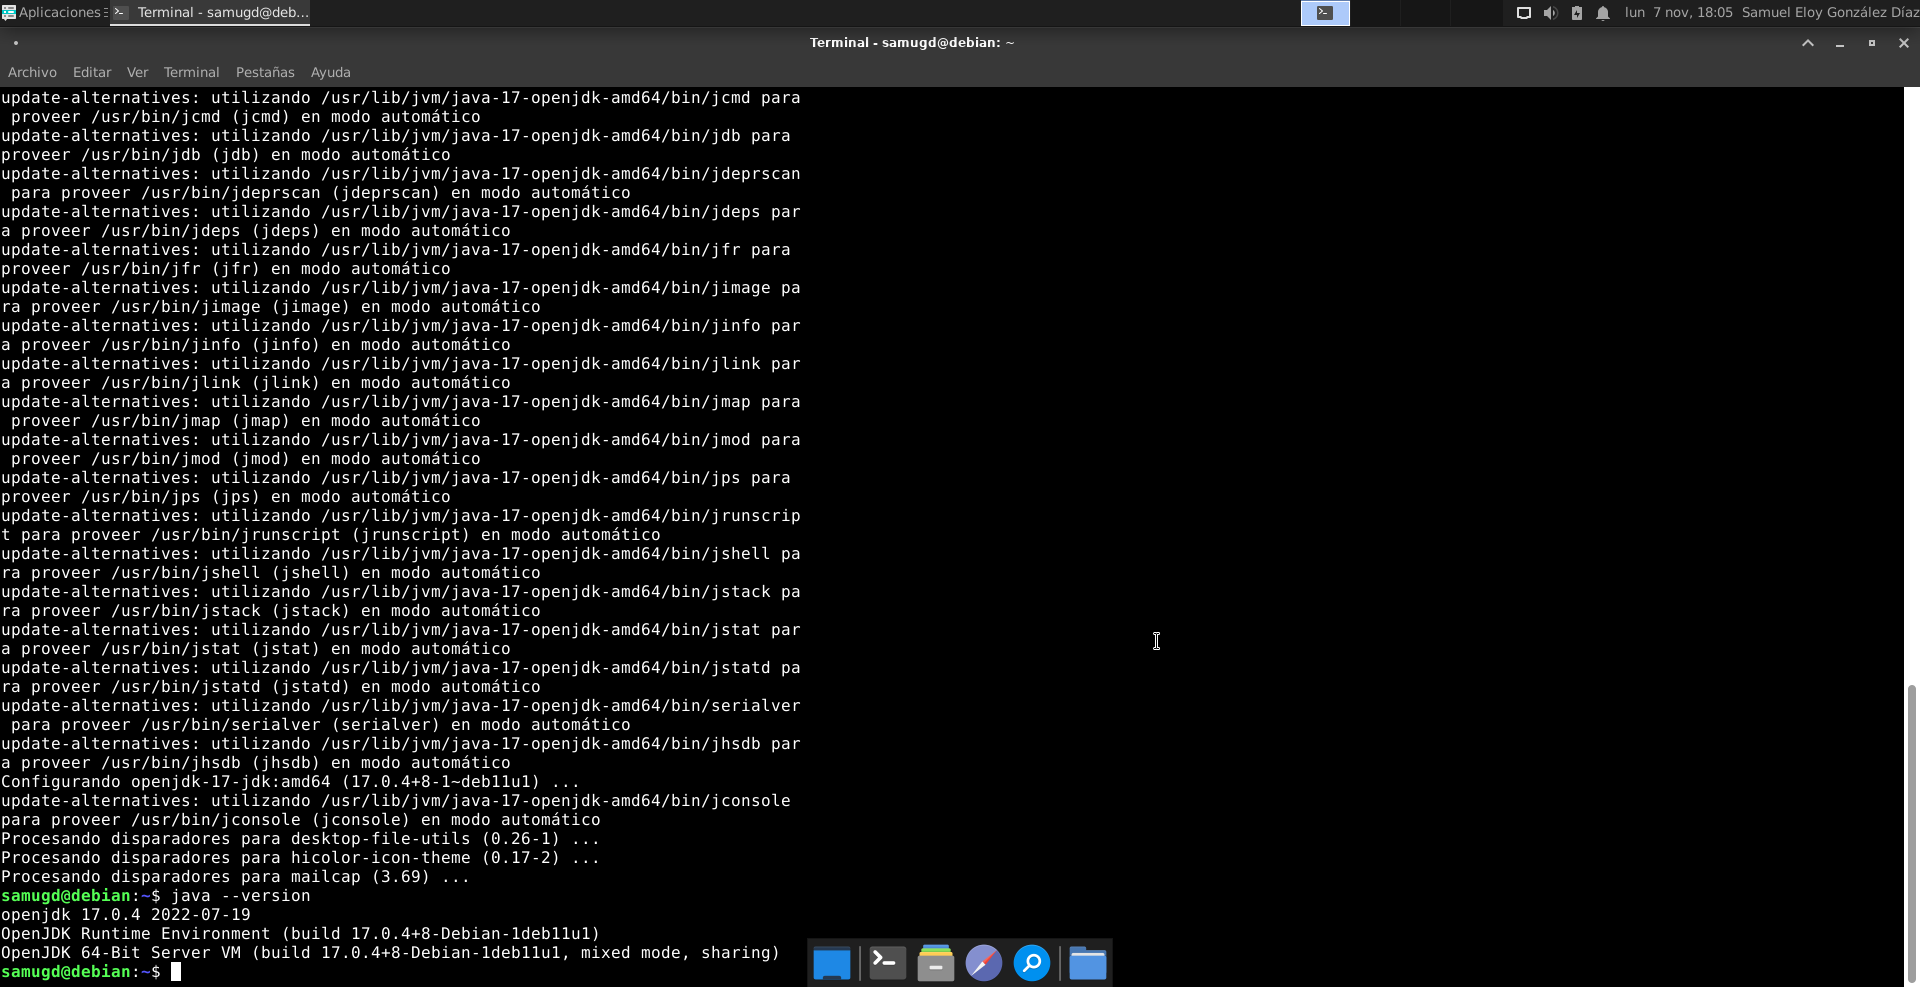 Aplicaciones
Terminal - samugd@deb...
lun 7 nov, 18:05 Samuel Eloy González Díaz
Terminal - samugd@debian: ~
Archivo Editar Ver Terminal Pestañas Ayuda
update-alternatives: utilizando /usr/lib/jvm/java-17-openjdk-amd64/bin/jcmd para
 proveer /usr/bin/jcmd (jcmd) en modo automático
update-alternatives: utilizando /usr/lib/jvm/java-17-openjdk-amd64/bin/jdb para
proveer /usr/bin/jdb (jdb) en modo automático
update-alternatives: utilizando /usr/lib/jvm/java-17-openjdk-amd64/bin/jdeprscan
 para proveer /usr/bin/jdeprscan (jdeprscan) en modo automático
update-alternatives: utilizando /usr/lib/jvm/java-17-openjdk-amd64/bin/jdeps par
a proveer /usr/bin/jdeps (jdeps) en modo automático
update-alternatives: utilizando /usr/lib/jvm/java-17-openjdk-amd64/bin/jfr para
proveer /usr/bin/jfr (jfr) en modo automático
update-alternatives: utilizando /usr/lib/jvm/java-17-openjdk-amd64/bin/jimage pa
ra proveer /usr/bin/jimage (jimage) en modo automático
update-alternatives: utilizando /usr/lib/jvm/java-17-openjdk-amd64/bin/jinfo par
a proveer /usr/bin/jinfo (jinfo) en modo automático
update-alternatives: utilizando /usr/lib/jvm/java-17-openjdk-amd64/bin/jlink par
a proveer /usr/bin/jlink (jlink) en modo automático
update-alternatives: utilizando /usr/lib/jvm/java-17-openjdk-amd64/bin/jmap para
 proveer /usr/bin/jmap (jmap) en modo automático
update-alternatives: utilizando /usr/lib/jvm/java-17-openjdk-amd64/bin/jmod para
 proveer /usr/bin/jmod (jmod) en modo automático
update-alternatives: utilizando /usr/lib/jvm/java-17-openjdk-amd64/bin/jps para
proveer /usr/bin/jps (jps) en modo automático
update-alternatives: utilizando /usr/lib/jvm/java-17-openjdk-amd64/bin/jrunscrip
t para proveer /usr/bin/jrunscript (jrunscript) en modo automático
update-alternatives: utilizando /usr/lib/jvm/java-17-openjdk-amd64/bin/jshell pa
ra proveer /usr/bin/jshell (jshell) en modo automático
update-alternatives: utilizando /usr/lib/jvm/java-17-openjdk-amd64/bin/jstack pa
ra proveer /usr/bin/jstack (jstack) en modo automático
update-alternatives: utilizando /usr/lib/jvm/java-17-openjdk-amd64/bin/jstat par
a proveer /usr/bin/jstat (jstat) en modo automático
update-alternatives: utilizando /usr/lib/jvm/java-17-openjdk-amd64/bin/jstatd pa
ra proveer /usr/bin/jstatd (jstatd) en modo automático
update-alternatives: utilizando /usr/lib/jvm/java-17-openjdk-amd64/bin/serialver
 para proveer /usr/bin/serialver (serialver) en modo automático
update-alternatives: utilizando /usr/lib/jvm/java-17-openjdk-amd64/bin/jhsdb par
a proveer /usr/bin/jhsdb (jhsdb) en modo automático
Configurando openjdk-17-jdk:amd64 (17.0.4+8-1~deb11u1) ...
update-alternatives: utilizando /usr/lib/jvm/java-17-openjdk-amd64/bin/jconsole
para proveer /usr/bin/jconsole (jconsole) en modo automático
Procesando disparadores para desktop-file-utils (0.26-1) ...
Procesando disparadores para hicolor-icon-theme (0.17-2) ...
Procesando disparadores para mailcap (3.69) ...
samugd@debian:~$ java --version
openjdk 17.0.4 2022-07-19
OpenJDK Runtime Environment (build 17.0.4+8-Debian-1deb11u1)
OpenJDK 64-Bit Server VM (build 17.0.4+8-Debian-1deb11u1, mixed mode, sharing)
samugd@debian:~$